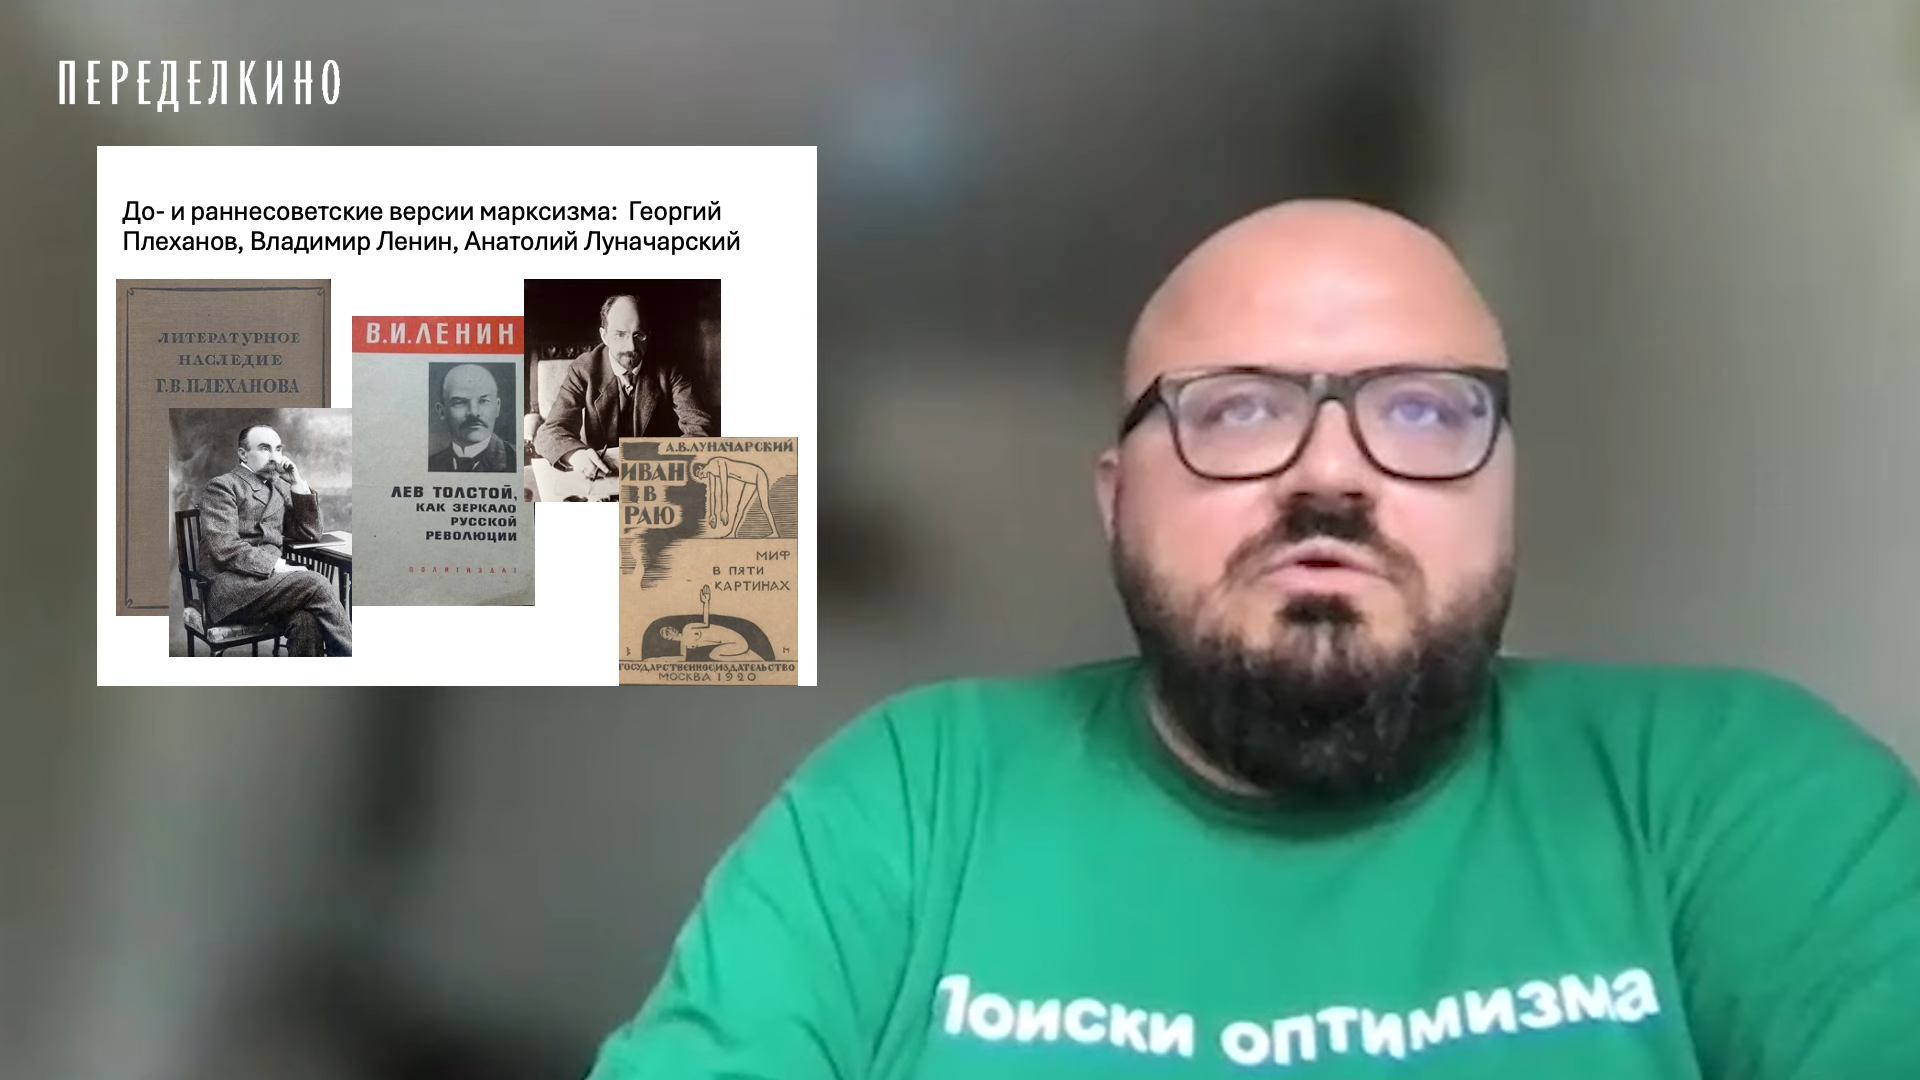 ПЕРЕДЕЛКИНО
До- и раннесоветские версии марксизма: Георгий
Плеханов, Владимир Ленин, Анатолий Луначарский
ЛИТЕРАТУРНОЕ
НАСЛЕДИЕ
Г.В.ПЛЕХАНОВА
В.И.ЛЕНИН
ЛЕВ ТОЛСТОЙ,
КАК ЗЕРКАЛО
РУССКОЙ
РЕВОЛЮЦИИ
ПОЛИТИЗДАТ
А.В.ЛУНАЧАРСКИЙ
ИВАН
В
РАЮ
МИФ
В ПЯТИ
КАРТИНАХ
ГОСУДАРСТВЕННОЕ ИЗДАТЕЛЬСТВО
МОСКВА 1920
Поиски оптимизма